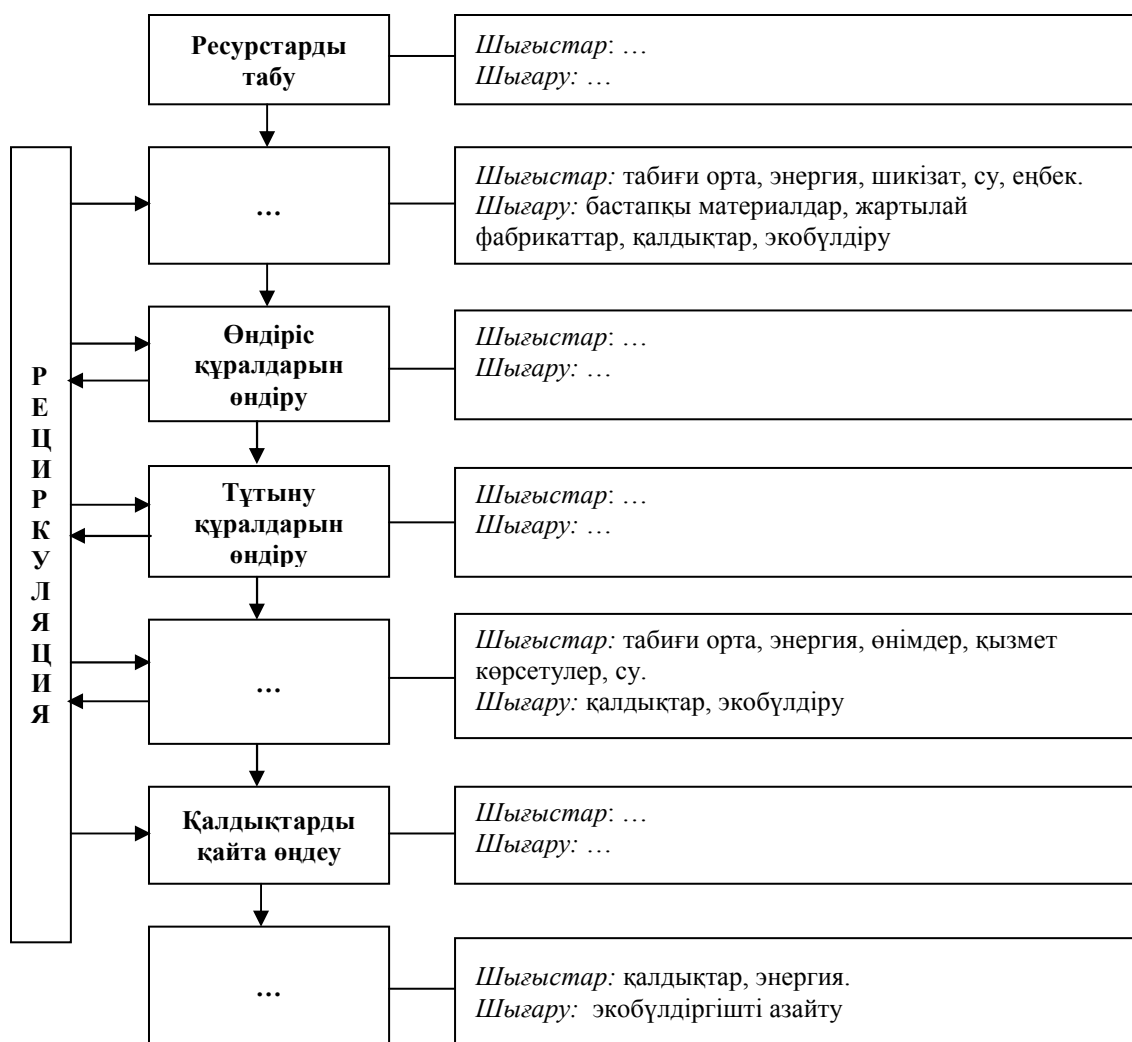 Ресурстарды
табу
Шығыстар: …
Шығару: …
…
Шығыстар: табиғи орта, энергия, шикізат, су, еңбек.
Шығару: бастапқы материалдар, жартылай
фабрикаттар, қалдықтар, экобүлдіру
Өндіріс
құралдарын
өндіру
Шығыстар: …
Шығару: …
РЕЦИРКУЛЯЦИЯ
Тұтыну
құралдарын
өндіру
Шығыстар: …
Шығару: …
…
Шығыстар: табиғи орта, энергия, өнімдер, қызмет
көрсетулер, су.
Шығару: қалдықтар, экобүлдіру
Қалдықтарды
қайта өңдеу
Шығыстар: …
Шығару: …
…
Шығыстар: қалдықтар, энергия.
Шығару: экобүлдіргішті азайту